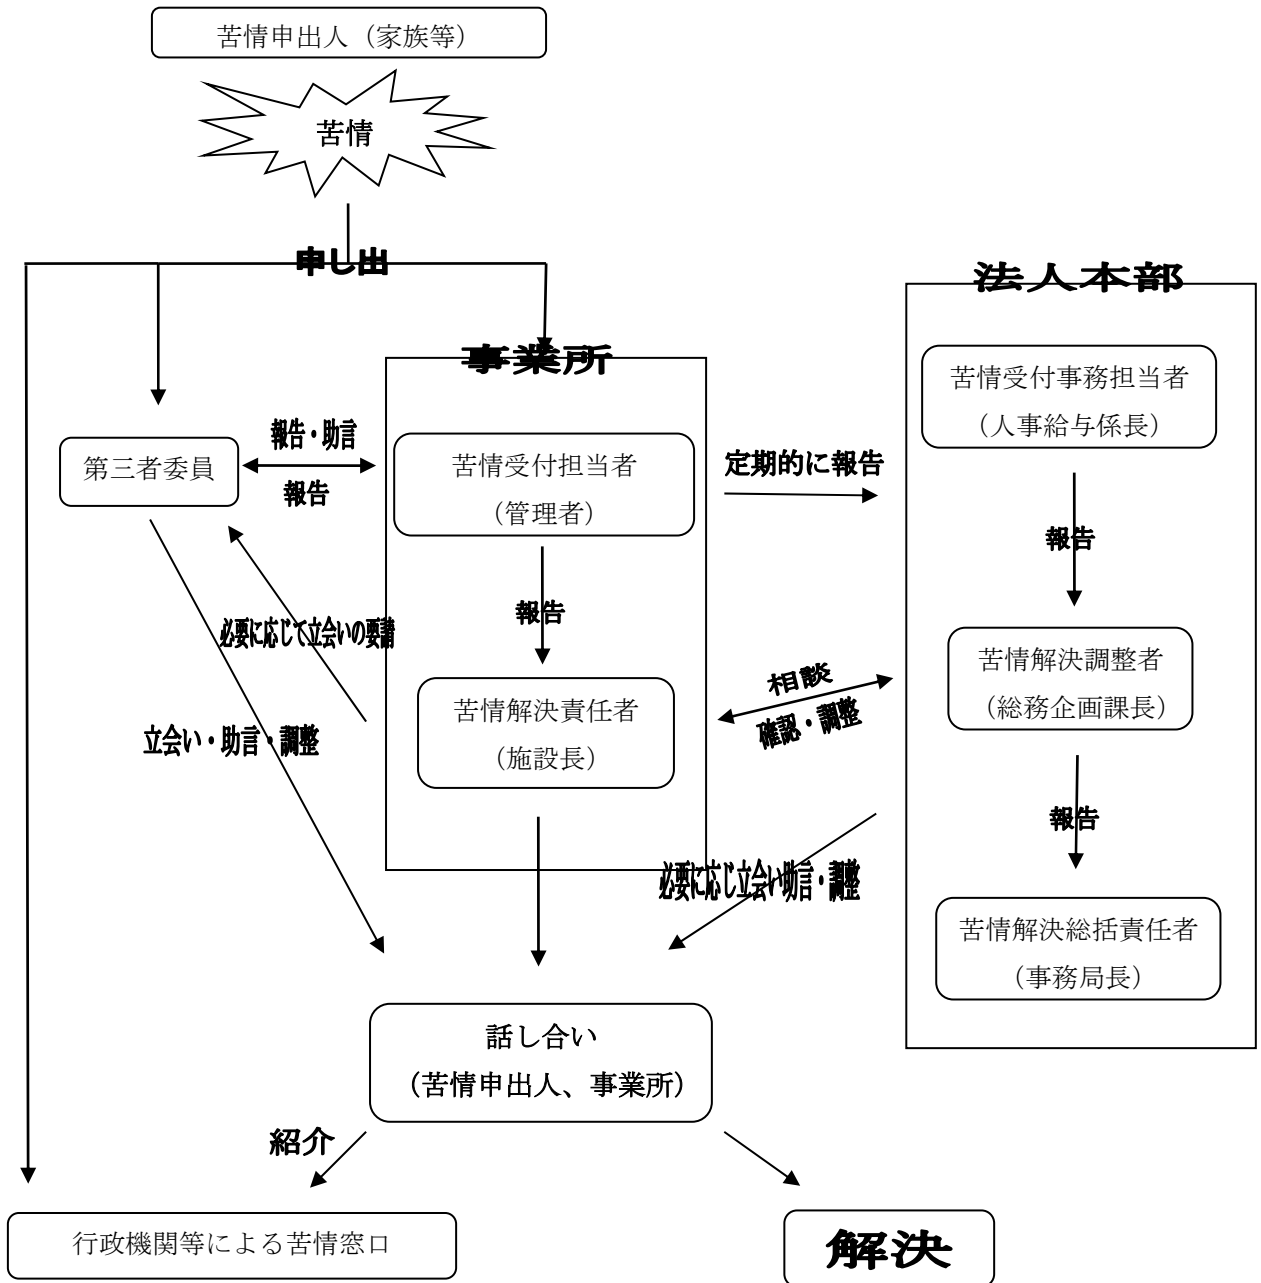 苦情申出人（家族等）
苦情
申し出
法人本部
事業所
苦情受付事務担当者
（人事給与係長）
報告・助言
定期的に報告
第三者委員
苦情受付担当者
（管理者）
報告
報告
報告
必要に応じて立会いの要請
苦情解決調整者
（総務企画課長）
相談
確認・調整
苦情解決責任者
（施設長）
立会い・助言・調整
報告
必要に応じ立会い助言・調整
苦情解決総括責任者
（事務局長）
話し合い
（苦情申出人、事業所）
紹介
行政機関等による苦情窓口
解決